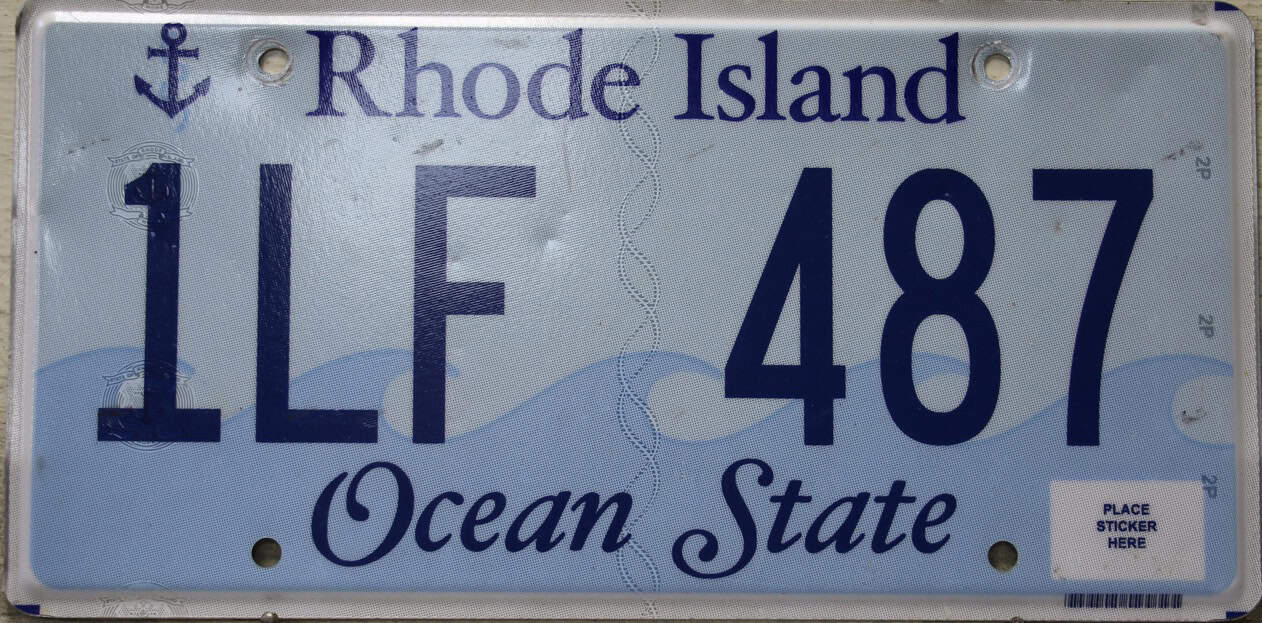 Rhode Island
1LF 487
2P
2P
2P
Ocean State
PLACE
STICKER
HERE